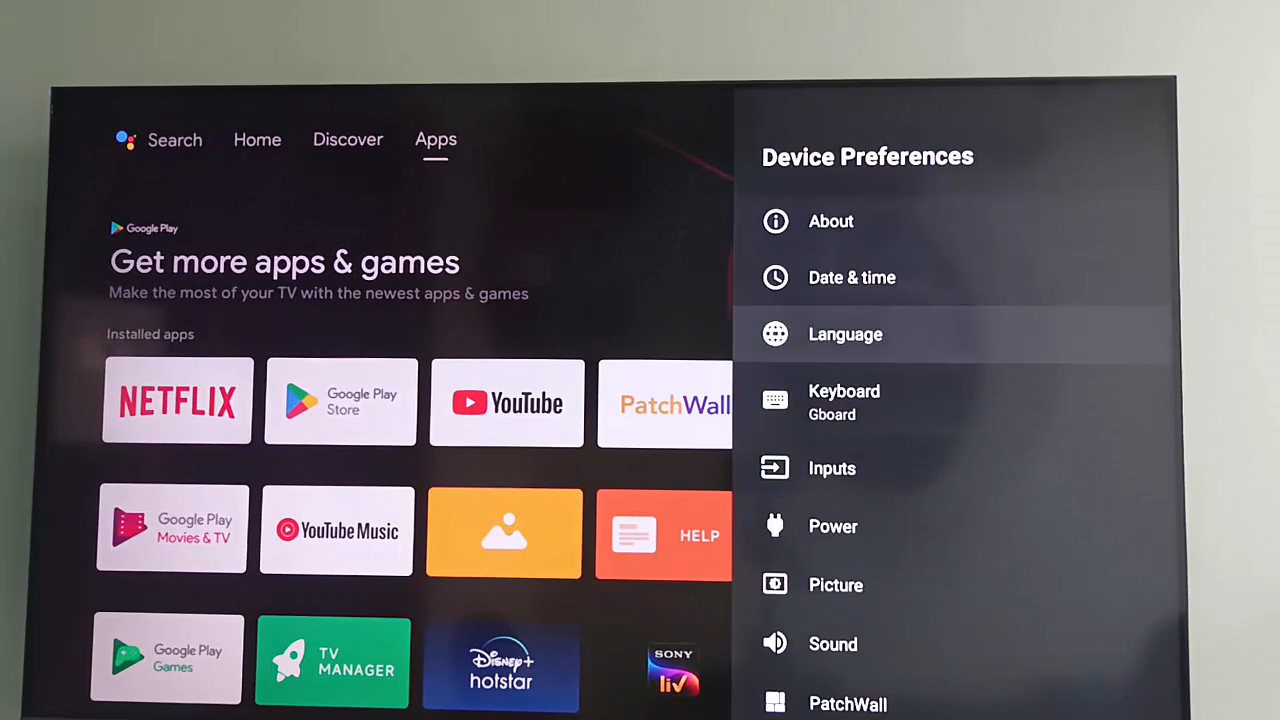 Search Home Discover Apps
Google Play
Get more apps & games
Make the most of your TV with the newest apps & games
Installed apps
NETFLIX
Google Play
Store
YouTube
PatchWall
Google Play
Movies & TV
YouTube Music
HELP
Google Play
Games
TV
MANAGER
Disney+
hotstar
SONY
liv
Device Preferences
About
Date & time
Language
Keyboard
Gboard
Inputs
Power
Picture
Sound
PatchWall